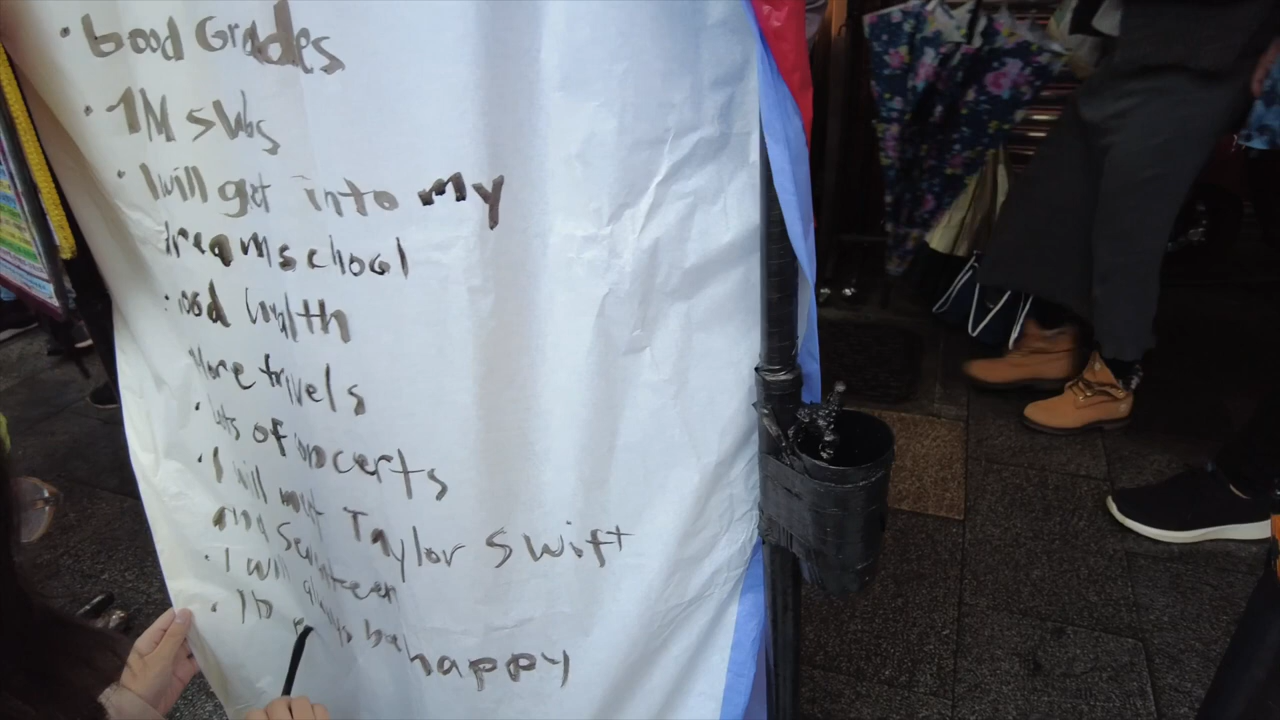 · Good Grades
· 1M subs
· I will get into my
dream school
· Good health
More travels
· lots of concerts
· I will meet Taylor Swift
and Seventeen
· I will always be happy
· 10